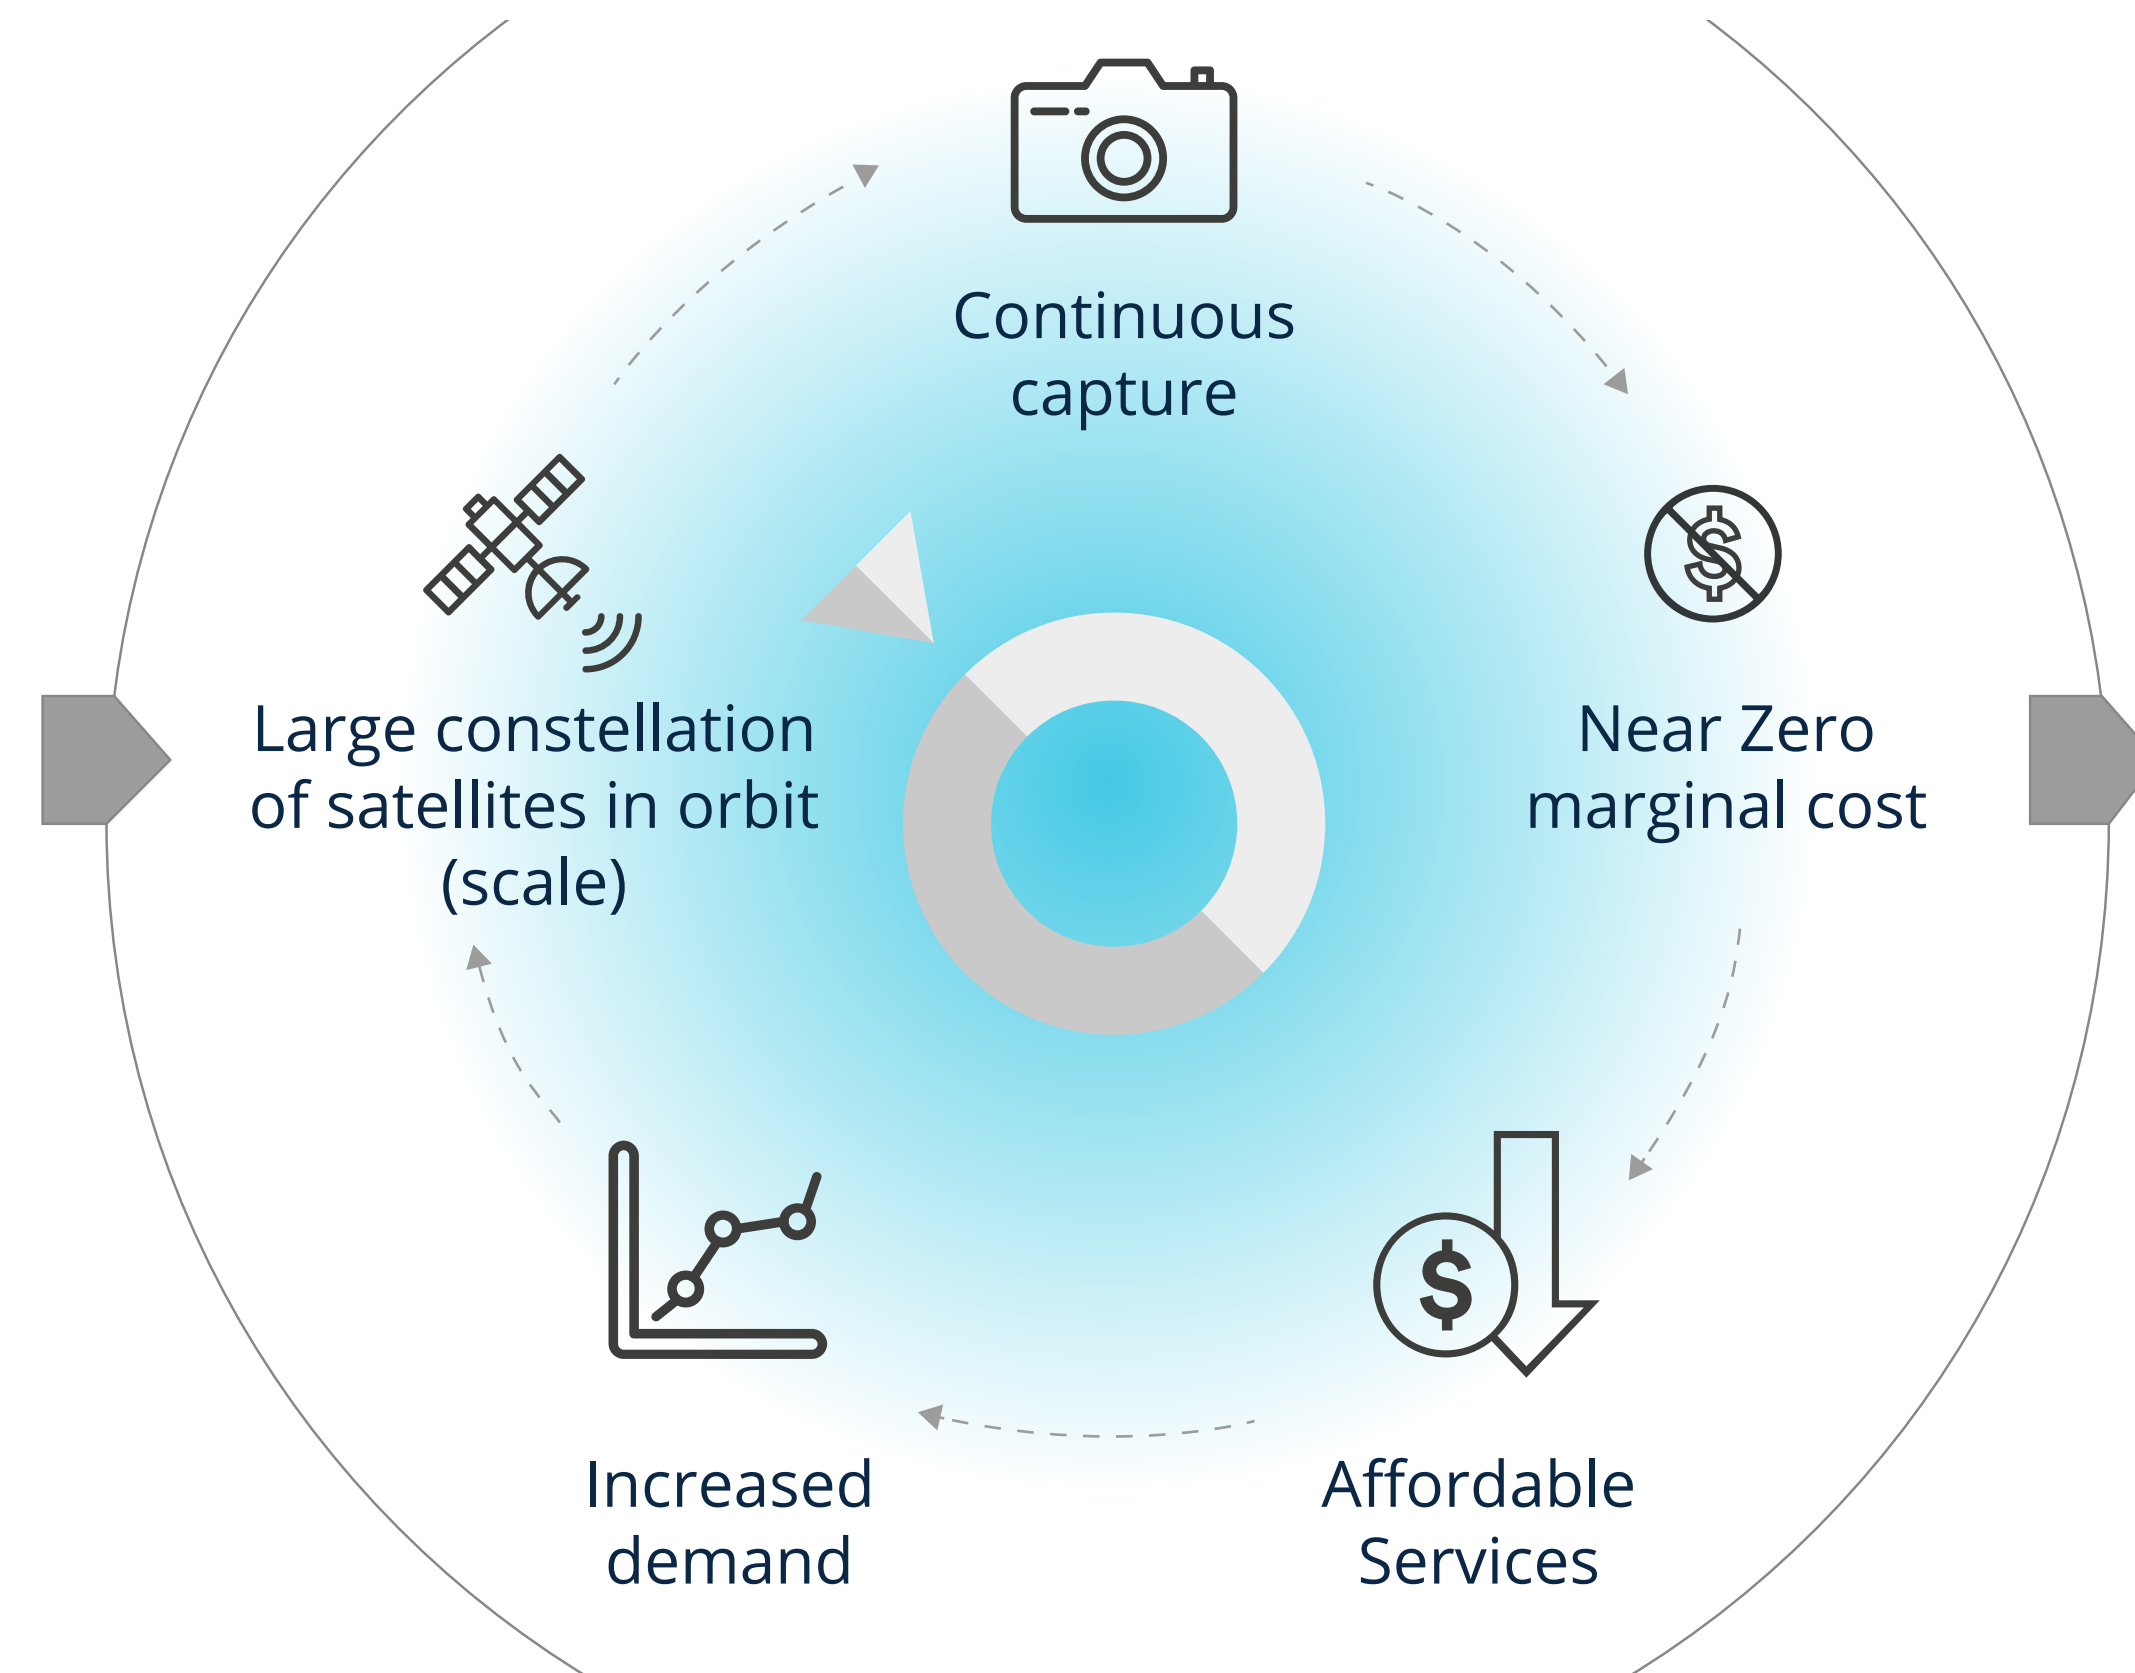 Continuous
capture
Large constellation
of satellites in orbit
(scale)
Near Zero
marginal cost
Increased
demand
Affordable
Services